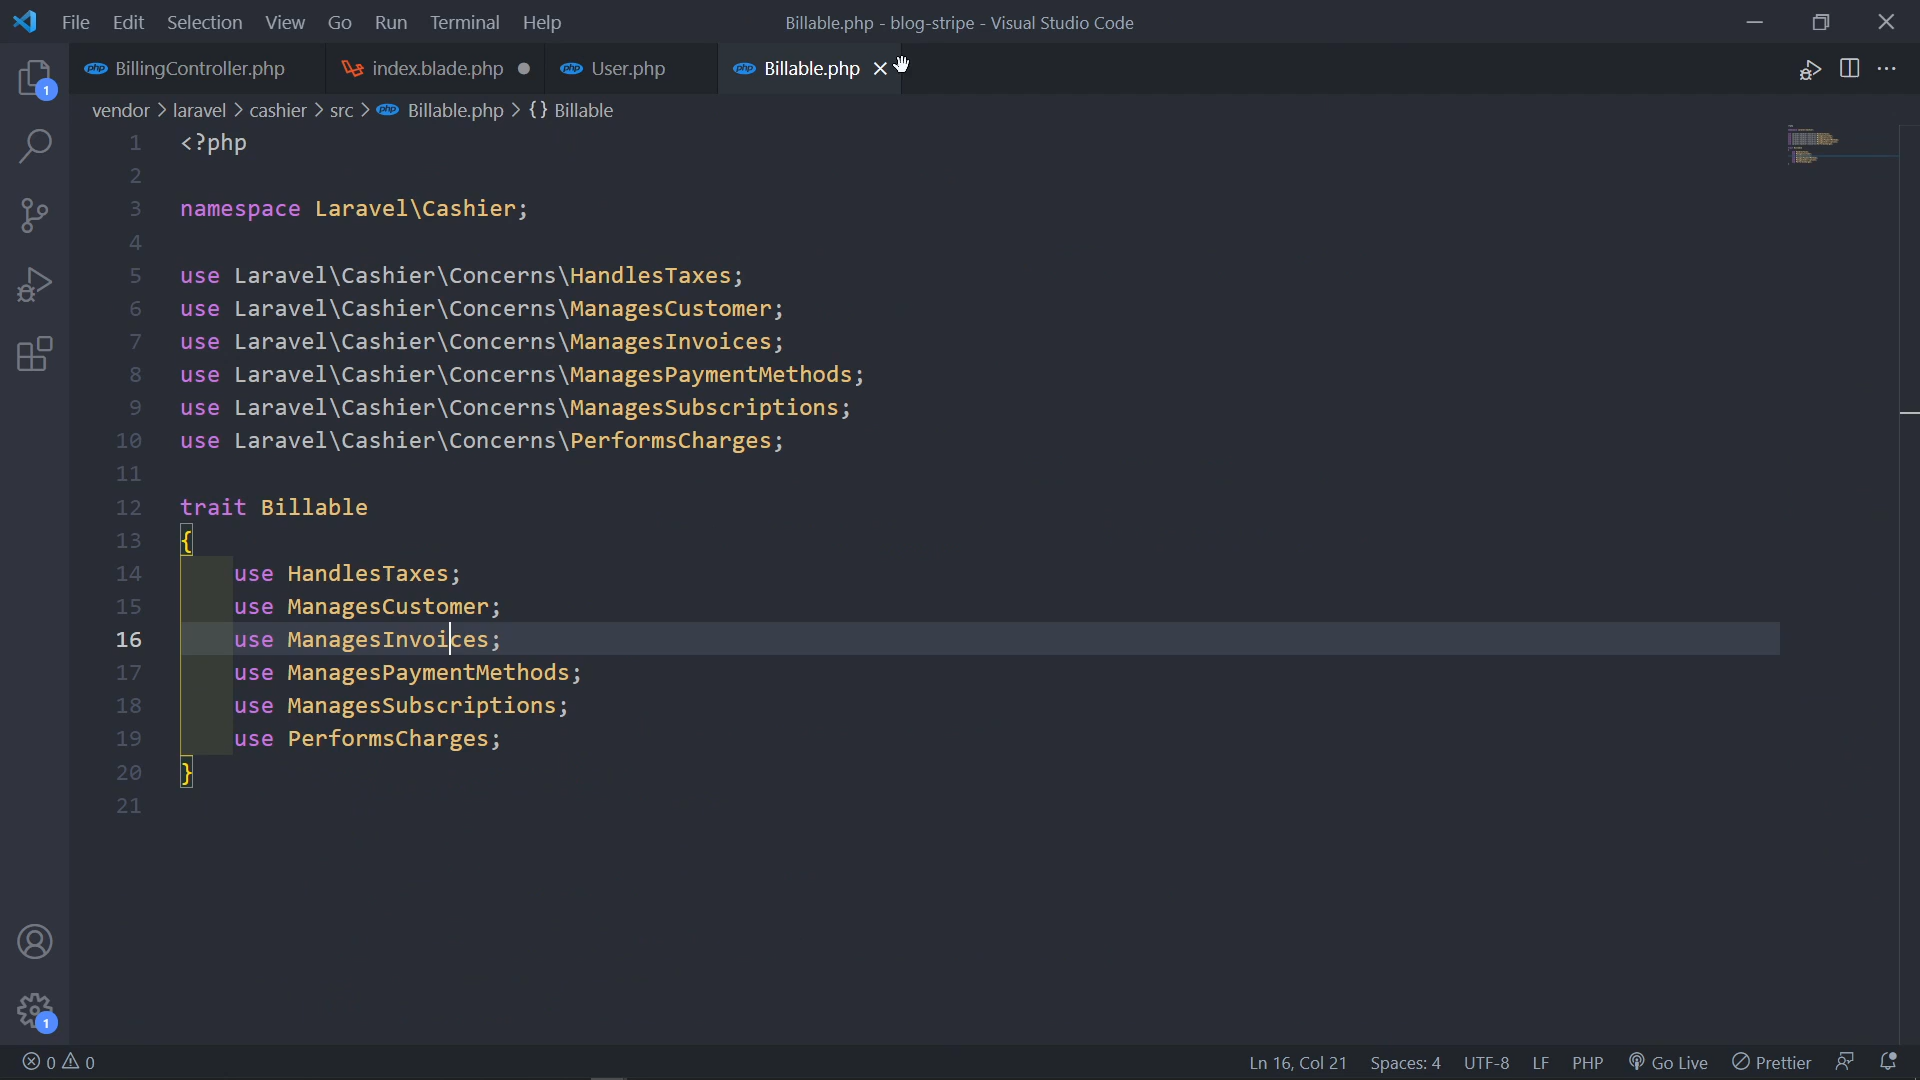 File Edit Selection View Go Run Terminal Help Billable.php - blog-stripe - Visual Studio Code
php BillingController.php index.blade.php php User.php php Billable.php
vendor > laravel > cashier > src > php Billable.php > {} Billable
1 <?php
2
3 namespace Laravel\Cashier;
4
5 use Laravel\Cashier\Concerns\HandlesTaxes;
6 use Laravel\Cashier\Concerns\ManagesCustomer;
7 use Laravel\Cashier\Concerns\ManagesInvoices;
8 use Laravel\Cashier\Concerns\ManagesPaymentMethods;
9 use Laravel\Cashier\Concerns\ManagesSubscriptions;
10 use Laravel\Cashier\Concerns\PerformsCharges;
11
12 trait Billable
13 {
14 use HandlesTaxes;
15 use ManagesCustomer;
16 use ManagesInvoices;
17 use ManagesPaymentMethods;
18 use ManagesSubscriptions;
19 use PerformsCharges;
20 }
21
1
1
0 0 Ln 16, Col 21 Spaces: 4 UTF-8 LF PHP Go Live Prettier